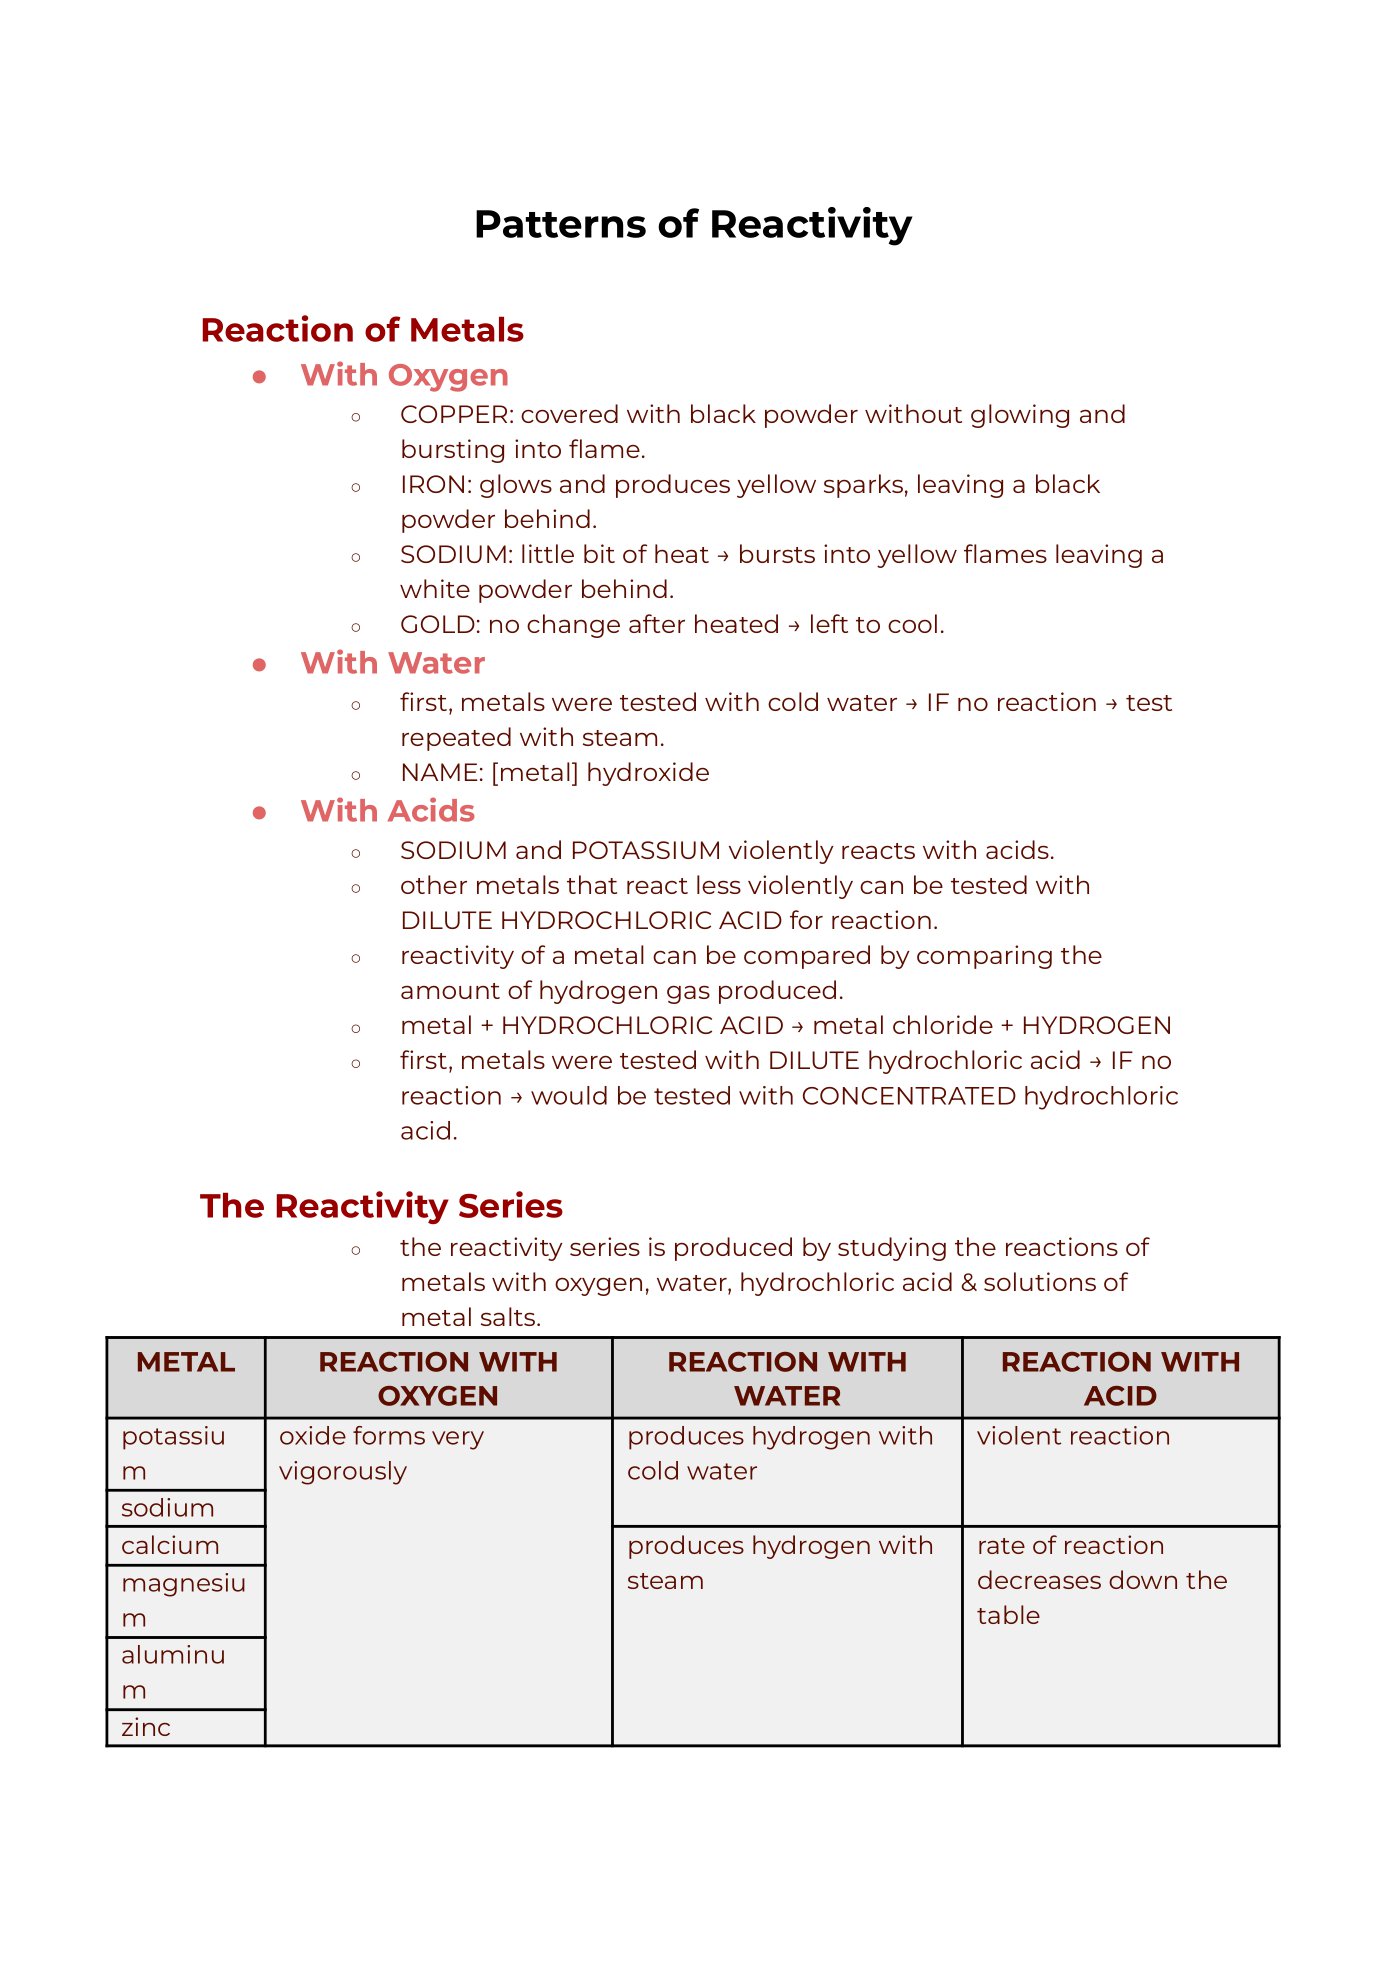 Patterns of Reactivity
Reaction of Metals
● With Oxygen
○ COPPER: covered with black powder without glowing and
bursting into flame.
○ IRON: glows and produces yellow sparks, leaving a black
powder behind.
○ SODIUM: little bit of heat → bursts into yellow flames leaving a
white powder behind.
○ GOLD: no change after heated → left to cool.
● With Water
○ first, metals were tested with cold water → IF no reaction → test
repeated with steam.
○ NAME: [metal] hydroxide
● With Acids
○ SODIUM and POTASSIUM violently reacts with acids.
○ other metals that react less violently can be tested with
DILUTE HYDROCHLORIC ACID for reaction.
○ reactivity of a metal can be compared by comparing the
amount of hydrogen gas produced.
○ metal + HYDROCHLORIC ACID → metal chloride + HYDROGEN
○ first, metals were tested with DILUTE hydrochloric acid → IF no
reaction → would be tested with CONCENTRATED hydrochloric
acid.
The Reactivity Series
○ the reactivity series is produced by studying the reactions of
metals with oxygen, water, hydrochloric acid & solutions of
metal salts.
METAL
REACTION WITH
OXYGEN
REACTION WITH
WATER
REACTION WITH
ACID
potassiu
m
oxide forms very
vigorously
produces hydrogen with
cold water
violent reaction
sodium
calcium
produces hydrogen with
steam
rate of reaction
decreases down the
table
magnesiu
m
aluminu
m
zinc